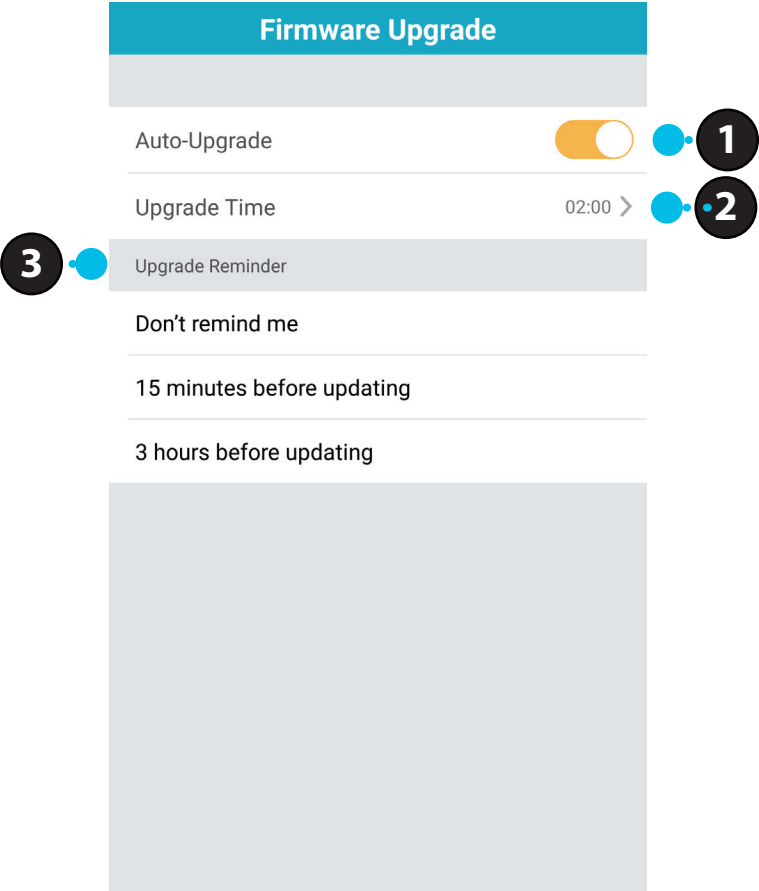 Firmware Upgrade
Auto-Upgrade
1
Upgrade Time
02:00
2
3
Upgrade Reminder
Don’t remind me
15 minutes before updating
3 hours before updating